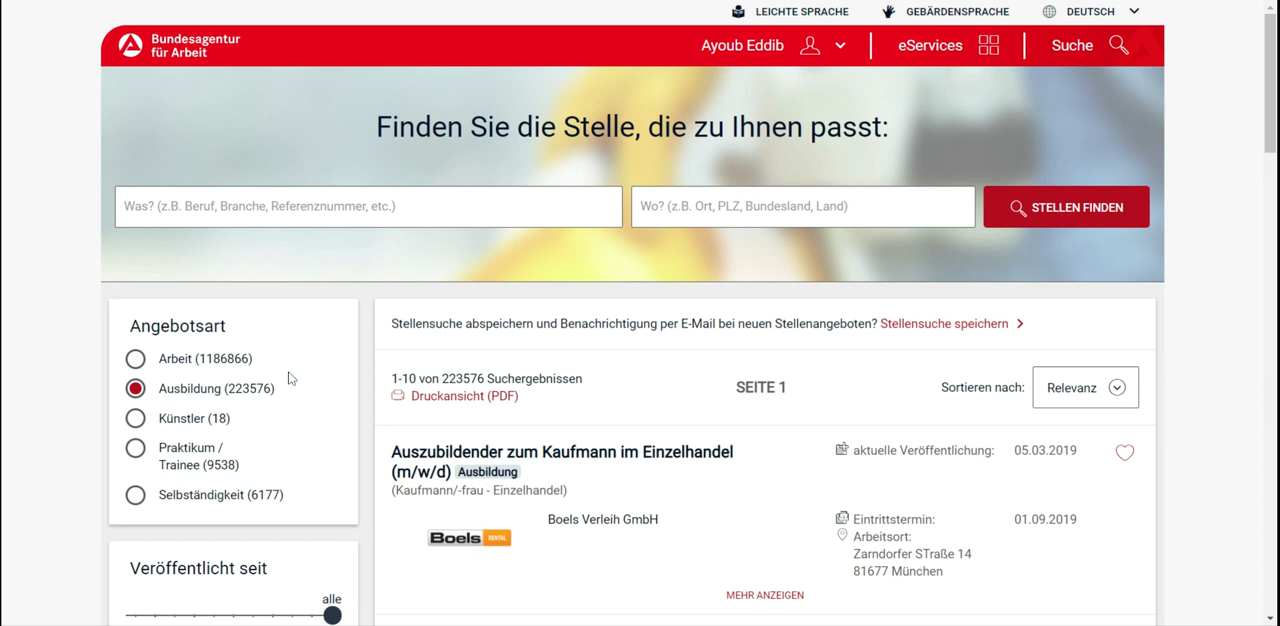 LEICHTE SPRACHE GEBÄRDENSPRACHE DEUTSCH
Bundesagentur
für Arbeit
Ayoub Eddib eServices Suche
Finden Sie die Stelle, die zu Ihnen passt:
Was? (z.B. Beruf, Branche, Referenznummer, etc.) Wo? (z.B. Ort, PLZ, Bundesland, Land) STELLEN FINDEN
Angebotsart
Arbeit (1186866)
Ausbildung (223576)
Künstler (18)
Praktikum /
Trainee (9538)
Selbständigkeit (6177)
Veröffentlicht seit
alle
Stellensuche abspeichern und Benachrichtigung per E-Mail bei neuen Stellenangeboten? Stellensuche speichern
1-10 von 223576 Suchergebnissen
Druckansicht (PDF)
SEITE 1
Sortieren nach: Relevanz
Auszubildender zum Kaufmann im Einzelhandel
(m/w/d) Ausbildung
(Kaufmann/-frau - Einzelhandel)
aktuelle Veröffentlichung: 05.03.2019
Boels RENTAL
Boels Verleih GmbH
Eintrittstermin: 01.09.2019
Arbeitsort:
Zarndorfer STraße 14
81677 München
MEHR ANZEIGEN